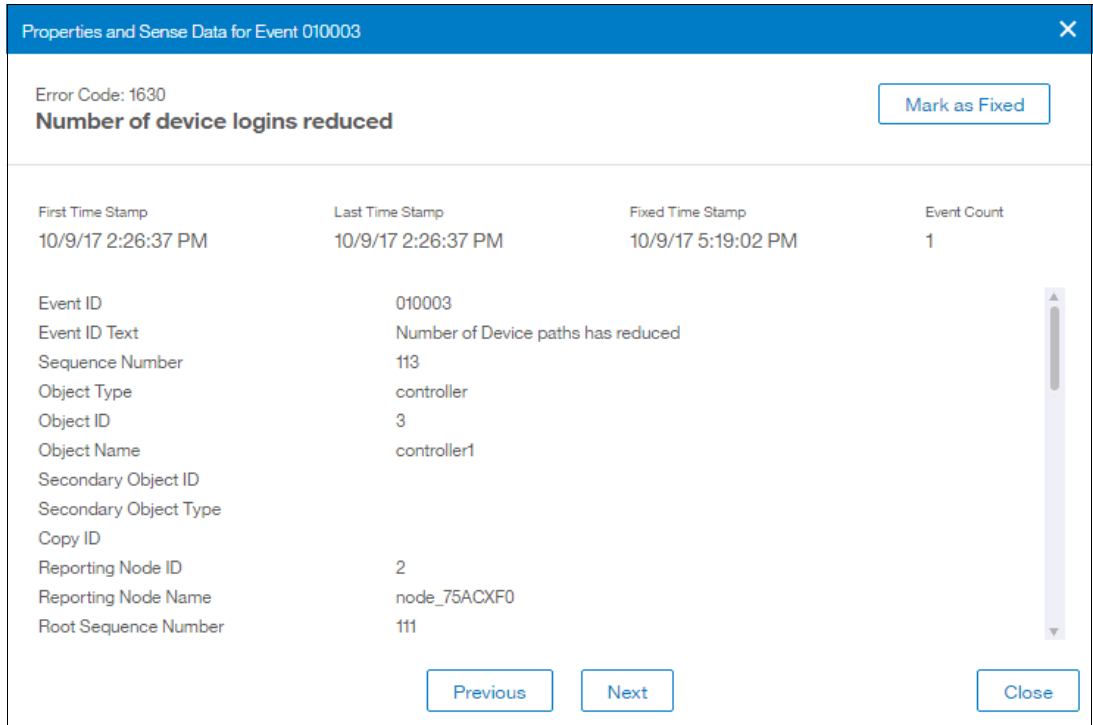 Properties and Sense Data for Event 010003
Error Code: 1630
Number of device logins reduced
Mark as Fixed
First Time Stamp Last Time Stamp Fixed Time Stamp Event Count
10/9/17 2:26:37 PM 10/9/17 2:26:37 PM 10/9/17 5:19:02 PM 1
Event ID 010003
Event ID Text Number of Device paths has reduced
Sequence Number 113
Object Type controller
Object ID 3
Object Name controller1
Secondary Object ID
Secondary Object Type
Copy ID
Reporting Node ID 2
Reporting Node Name node_75ACXF0
Root Sequence Number 111
Previous Next Close